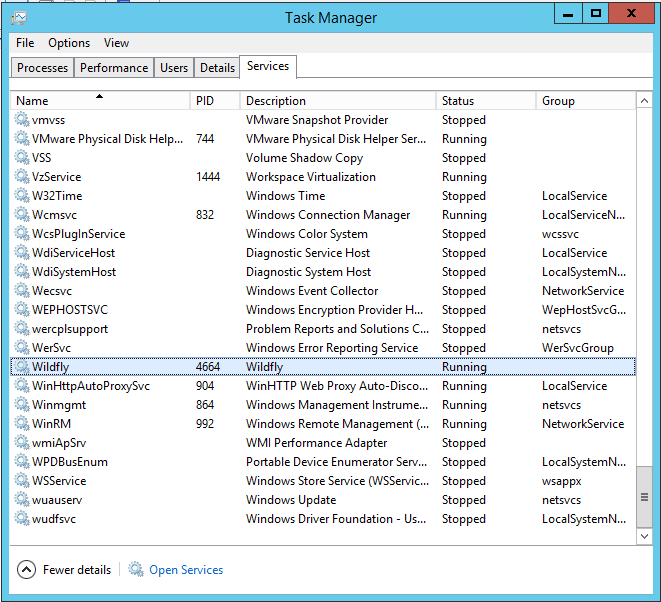 Task Manager
File Options View
Processes Performance Users Details Services
Name PID Description Status Group
vmvss VMware Snapshot Provider Stopped
VMware Physical Disk Help... 744 VMware Physical Disk Helper Ser... Running
VSS Volume Shadow Copy Stopped
VzService 1444 Workspace Virtualization Running
W32Time Windows Time Stopped LocalService
Wcmsvc 832 Windows Connection Manager Running LocalServiceN...
WcsPlugInService Windows Color System Stopped wcssvc
WdiServiceHost Diagnostic Service Host Stopped LocalService
WdiSystemHost Diagnostic System Host Stopped LocalSystemN...
Wecsvc Windows Event Collector Stopped NetworkService
WEPHOSTSVC Windows Encryption Provider H... Stopped WepHostSvcG...
wercplsupport Problem Reports and Solutions C... Stopped netsvcs
WerSvc Windows Error Reporting Service Stopped WerSvcGroup
Wildfly 4664 Wildfly Running
WinHttpAutoProxySvc 904 WinHTTP Web Proxy Auto-Disco... Running LocalService
Winmgmt 864 Windows Management Instrume... Running netsvcs
WinRM 992 Windows Remote Management (... Running NetworkService
wmiApSrv WMI Performance Adapter Stopped
WPDBusEnum Portable Device Enumerator Serv... Stopped LocalSystemN...
WSService Windows Store Service (WSServic... Stopped wsappx
wuauserv Windows Update Stopped netsvcs
wudfsvc Windows Driver Foundation - Us... Stopped LocalSystemN...
Fewer details Open Services